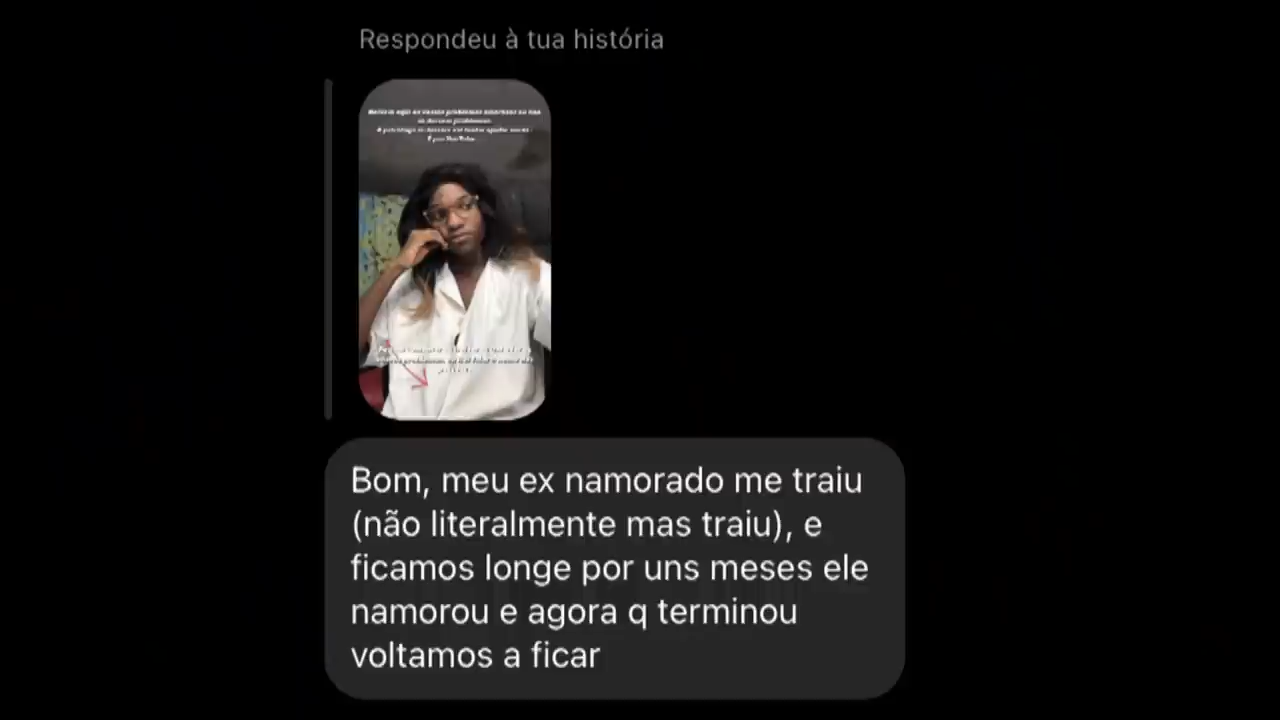 Respondeu à tua história
Bom, meu ex namorado me traiu
(não literalmente mas traiu), e
ficamos longe por uns meses ele
namorou e agora q terminou
voltamos a ficar